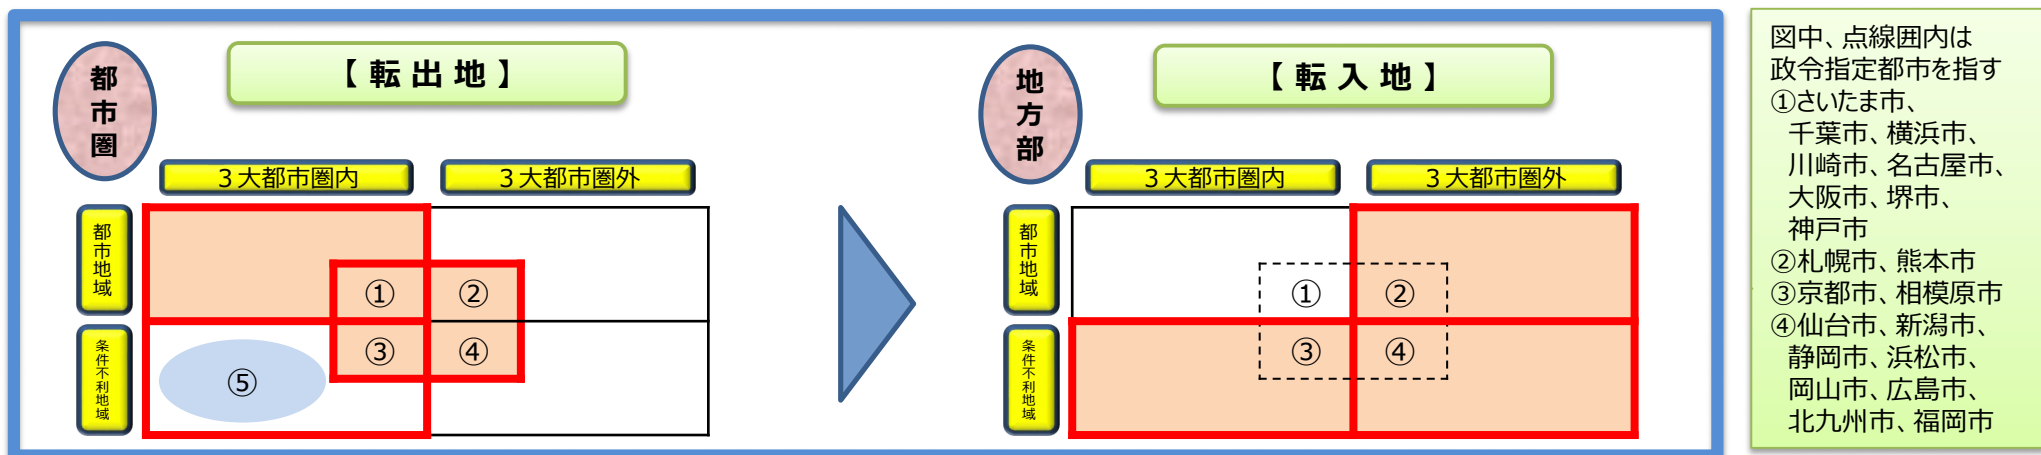 都市圏
【 転 出 地 】
3大都市圏内
3大都市圏外
都市地域
条件不利地域
①
②
③
④
⑤
地方部
【 転 入 地 】
3大都市圏内
3大都市圏外
都市地域
条件不利地域
①
②
③
④
図中、点線囲内は
政令指定都市を指す
①さいたま市、
千葉市、横浜市、
川崎市、名古屋市、
大阪市、堺市、
神戸市
②札幌市、熊本市
③京都市、相模原市
④仙台市、新潟市、
静岡市、浜松市、
岡山市、広島市、
北九州市、福岡市